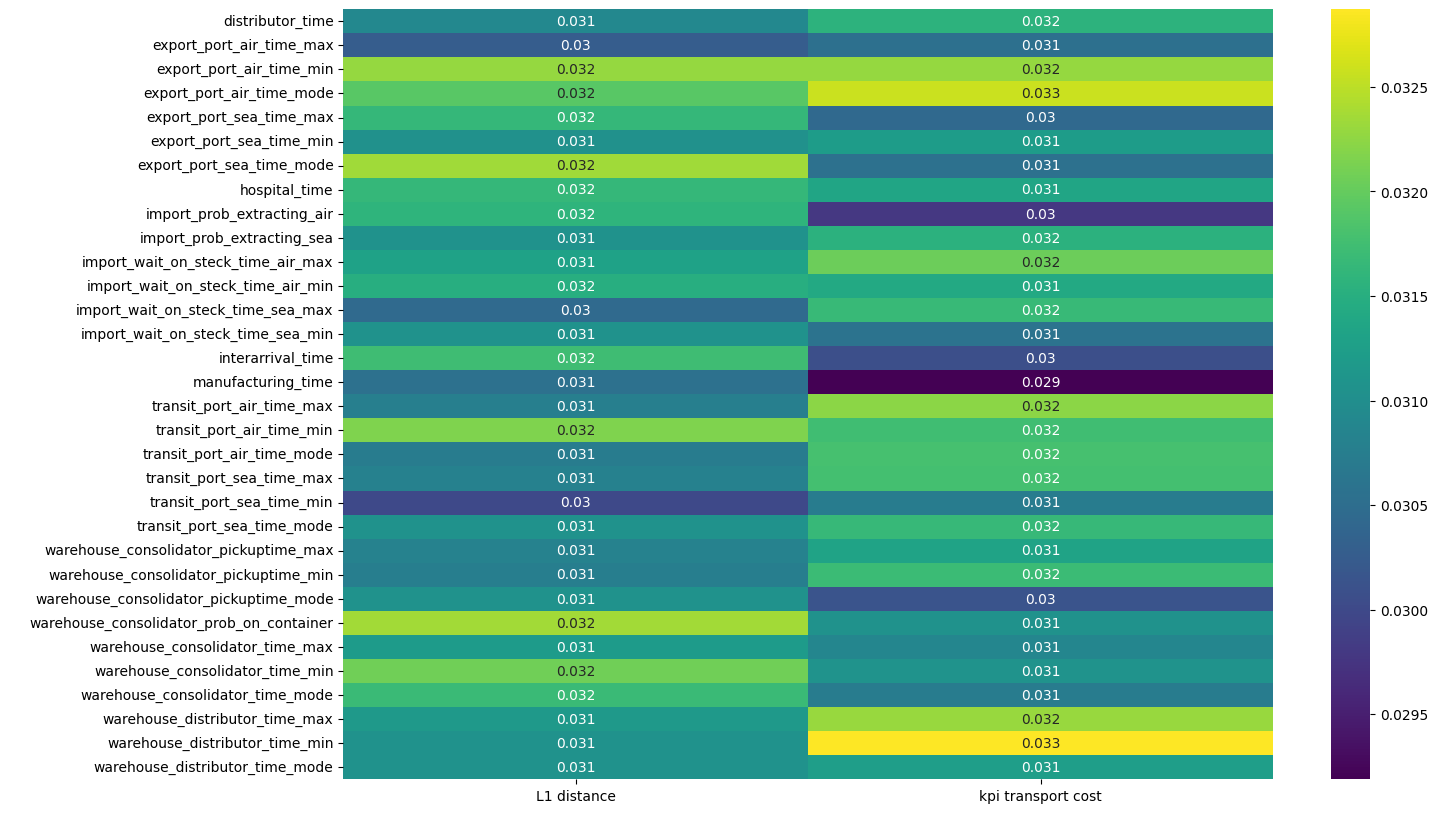 distributor_time 0.031 0.032
export_port_air_time_max 0.03 0.031
export_port_air_time_min 0.032 0.032
export_port_air_time_mode 0.032 0.033
export_port_sea_time_max 0.032 0.03
export_port_sea_time_min 0.031 0.031
export_port_sea_time_mode 0.032 0.031
hospital_time 0.032 0.031
import_prob_extracting_air 0.032 0.03
import_prob_extracting_sea 0.031 0.032
import_wait_on_steck_time_air_max 0.031 0.032
import_wait_on_steck_time_air_min 0.032 0.031
import_wait_on_steck_time_sea_max 0.03 0.032
import_wait_on_steck_time_sea_min 0.031 0.031
interarrival_time 0.032 0.03
manufacturing_time 0.031 0.029
transit_port_air_time_max 0.031 0.032
transit_port_air_time_min 0.032 0.032
transit_port_air_time_mode 0.031 0.032
transit_port_sea_time_max 0.031 0.032
transit_port_sea_time_min 0.03 0.031
transit_port_sea_time_mode 0.031 0.032
warehouse_consolidator_pickuptime_max 0.031 0.031
warehouse_consolidator_pickuptime_min 0.031 0.032
warehouse_consolidator_pickuptime_mode 0.031 0.03
warehouse_consolidator_prob_on_container 0.032 0.031
warehouse_consolidator_time_max 0.031 0.031
warehouse_consolidator_time_min 0.032 0.031
warehouse_consolidator_time_mode 0.032 0.031
warehouse_distributor_time_max 0.031 0.032
warehouse_distributor_time_min 0.031 0.033
warehouse_distributor_time_mode 0.031 0.031
L1 distance kpi transport cost
0.0325
0.0320
0.0315
0.0310
0.0305
0.0300
0.0295